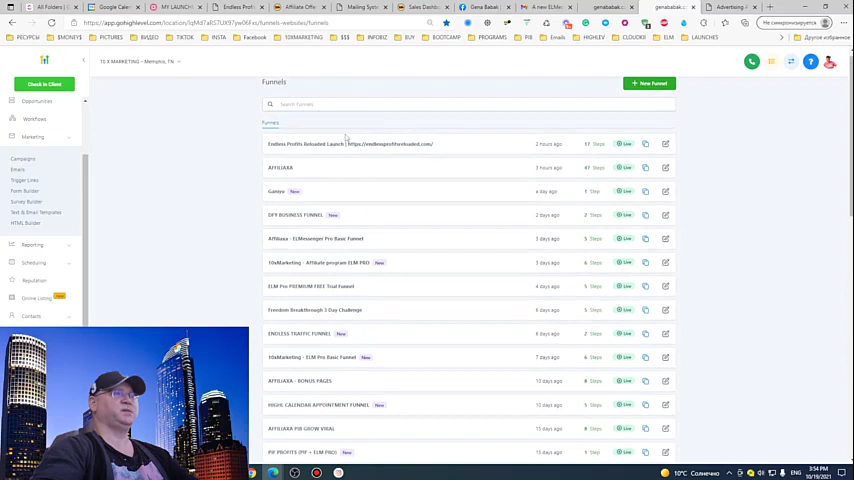 All Folders | (
Google Calen
MY LAUNCH
Endless Profi
Affiliate Offer
Mailing Syste
Sales Dashbo
Gena Babak |
A new ELMes
genababak.co
genababak.co
Advertising A
https://app.gohighlevel.com/location/
/funnels-websites/funnels
Не синхронизируется
РЕСУРСЫ
(MONEY)
PICTURES
ВИДЕО
TIKTOK
INSTA
Facebook
10XMARKETING
$$$
INFOBIZ
BUY
BOOTCAMP
PROGRAMS
PIB
Emails
HIGHLEV
CLOUDKII
ELM
LAUNCHES
Другое избранное
10 X MARKETING – Memphis, TN
Check in Client
Opportunities
Workflows
Marketing
Campaigns
Emails
Trigger Links
Form Builder
Survey Builder
Text & Email Templates
HTML Builder
Reporting
Scheduling
Reputation
Online Listing
Contacts
Funnels
+ New Funnel
Search Funnels
Funnels
Endless Profits Reloaded Launch | https://endlessprofitsreloaded.com/ 2 hours ago 17 Steps Live
AFFILIAXA 3 hours ago 47 Steps Live
Gamyo New a day ago 1 Step Live
DFY BUSINESS FUNNEL New 2 days ago 2 Steps Live
Affiliaxa - ELMessenger Pro Basic Funnel 3 days ago 5 Steps Live
10xMarketing - Affiliate program ELM PRO New 3 days ago 6 Steps Live
ELM Pro PREMIUM FREE Trial Funnel 4 days ago 5 Steps Live
Freedom Breakthrough 3 Day Challenge 6 days ago 5 Steps Live
ENDLESS TRAFFIC FUNNEL New 6 days ago 2 Steps Live
10xMarketing - ELM Pro Basic Funnel New 7 days ago 6 Steps Live
AFFILIAXA - BONUS PAGES 10 days ago 8 Steps Live
HIGHL CALENDAR APPOINTMENT FUNNEL New 10 days ago 5 Steps Live
AFFILIAXA PIB GROW VIRAL 15 days ago 8 Steps Live
PIF PROFITS (PIF + ELM PRO) New 15 days ago 1 Step Live
10°C Солнечно
ENG
3:54 PM
10/19/2021